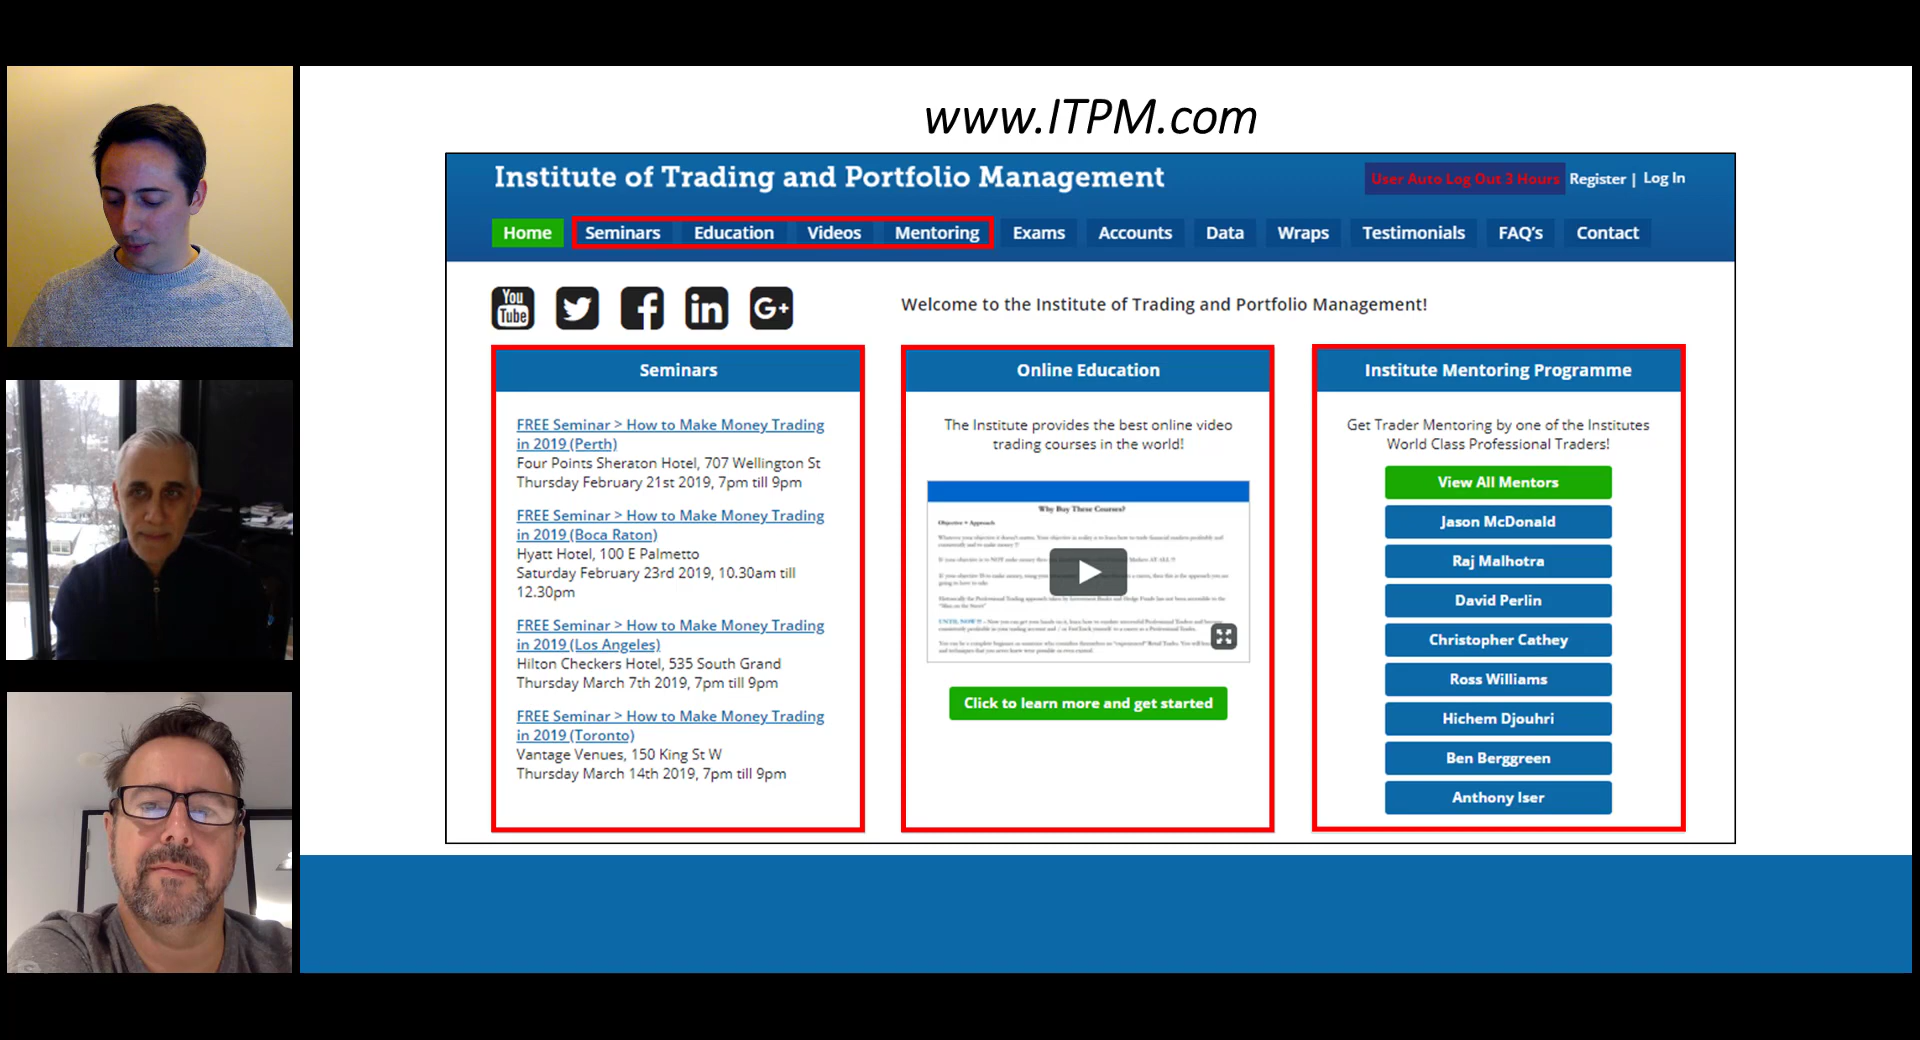 www.ITPM.com
Institute of Trading and Portfolio Management
User Auto Log Out 3 Hours Register | Log In
Home Seminars Education Videos Mentoring Exams Accounts Data Wraps Testimonials FAQ's Contact
You
Tube
in
G+
Welcome to the Institute of Trading and Portfolio Management!
Seminars
FREE Seminar > How to Make Money Trading
in 2019 (Perth)
Four Points Sheraton Hotel, 707 Wellington St
Thursday February 21st 2019, 7pm till 9pm
FREE Seminar > How to Make Money Trading
in 2019 (Boca Raton)
Hyatt Hotel, 100 E Palmetto
Saturday February 23rd 2019, 10.30am till
12.30pm
FREE Seminar > How to Make Money Trading
in 2019 (Los Angeles)
Hilton Checkers Hotel, 535 South Grand
Thursday March 7th 2019, 7pm till 9pm
FREE Seminar > How to Make Money Trading
in 2019 (Toronto)
Vantage Venues, 150 King St W
Thursday March 14th 2019, 7pm till 9pm
Online Education
The Institute provides the best online video
trading courses in the world!
Why Buy These Courses?
Objective + Approach
Click to learn more and get started
Institute Mentoring Programme
Get Trader Mentoring by one of the Institutes
World Class Professional Traders!
View All Mentors
Jason McDonald
Raj Malhotra
David Perlin
Christopher Cathey
Ross Williams
Hichem Djouhri
Ben Berggreen
Anthony Iser